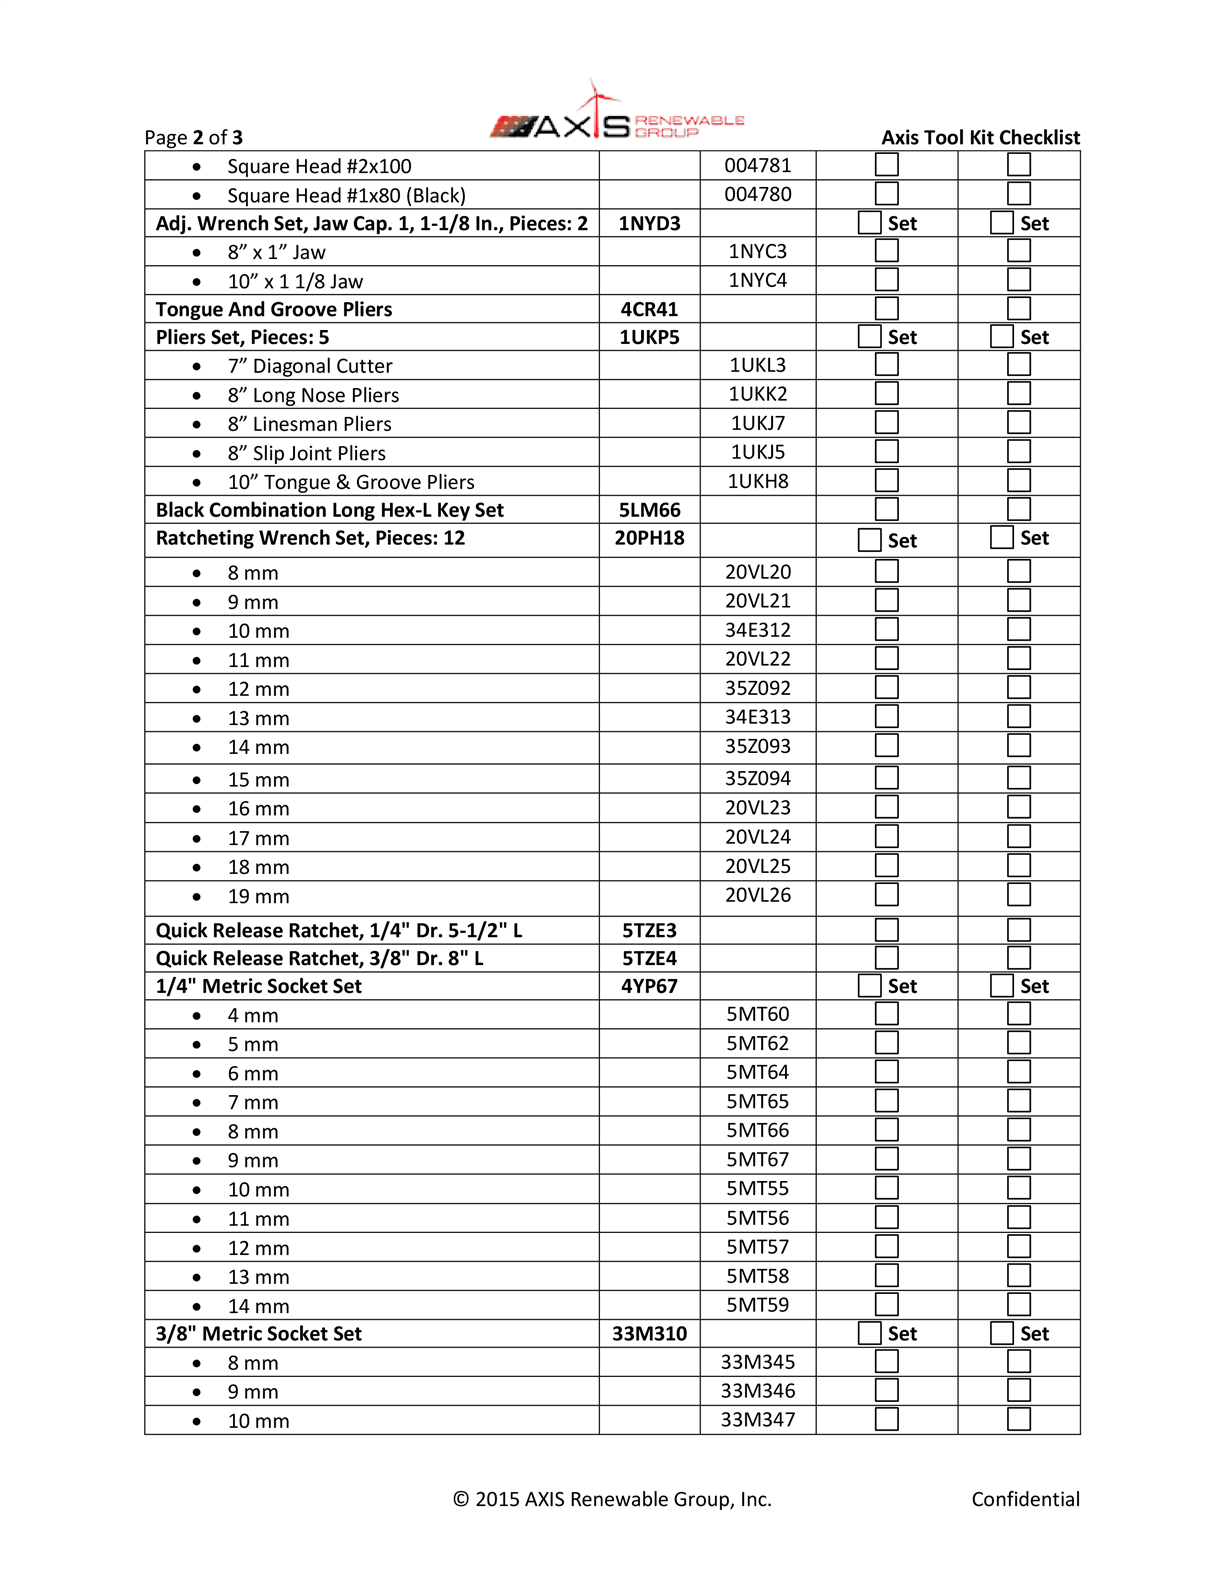 AXIS RENEWABLE
GROUP
Page 2 of 3 Axis Tool Kit Checklist
• Square Head #2x100 004781
• Square Head #1x80 (Black) 004780
Adj. Wrench Set, Jaw Cap. 1, 1-1/8 In., Pieces: 2 1NYD3 Set Set
• 8” x 1” Jaw 1NYC3
• 10” x 1 1/8 Jaw 1NYC4
Tongue And Groove Pliers 4CR41
Pliers Set, Pieces: 5 1UKP5 Set Set
• 7” Diagonal Cutter 1UKL3
• 8” Long Nose Pliers 1UKK2
• 8” Linesman Pliers 1UKJ7
• 8” Slip Joint Pliers 1UKJ5
• 10” Tongue & Groove Pliers 1UKH8
Black Combination Long Hex-L Key Set 5LM66
Ratcheting Wrench Set, Pieces: 12 20PH18 Set Set
• 8 mm 20VL20
• 9 mm 20VL21
• 10 mm 34E312
• 11 mm 20VL22
• 12 mm 35Z092
• 13 mm 34E313
• 14 mm 35Z093
• 15 mm 35Z094
• 16 mm 20VL23
• 17 mm 20VL24
• 18 mm 20VL25
• 19 mm 20VL26
Quick Release Ratchet, 1/4" Dr. 5-1/2" L 5TZE3
Quick Release Ratchet, 3/8" Dr. 8" L 5TZE4
1/4" Metric Socket Set 4YP67 Set Set
• 4 mm 5MT60
• 5 mm 5MT62
• 6 mm 5MT64
• 7 mm 5MT65
• 8 mm 5MT66
• 9 mm 5MT67
• 10 mm 5MT55
• 11 mm 5MT56
• 12 mm 5MT57
• 13 mm 5MT58
• 14 mm 5MT59
3/8" Metric Socket Set 33M310 Set Set
• 8 mm 33M345
• 9 mm 33M346
• 10 mm 33M347
© 2015 AXIS Renewable Group, Inc. Confidential